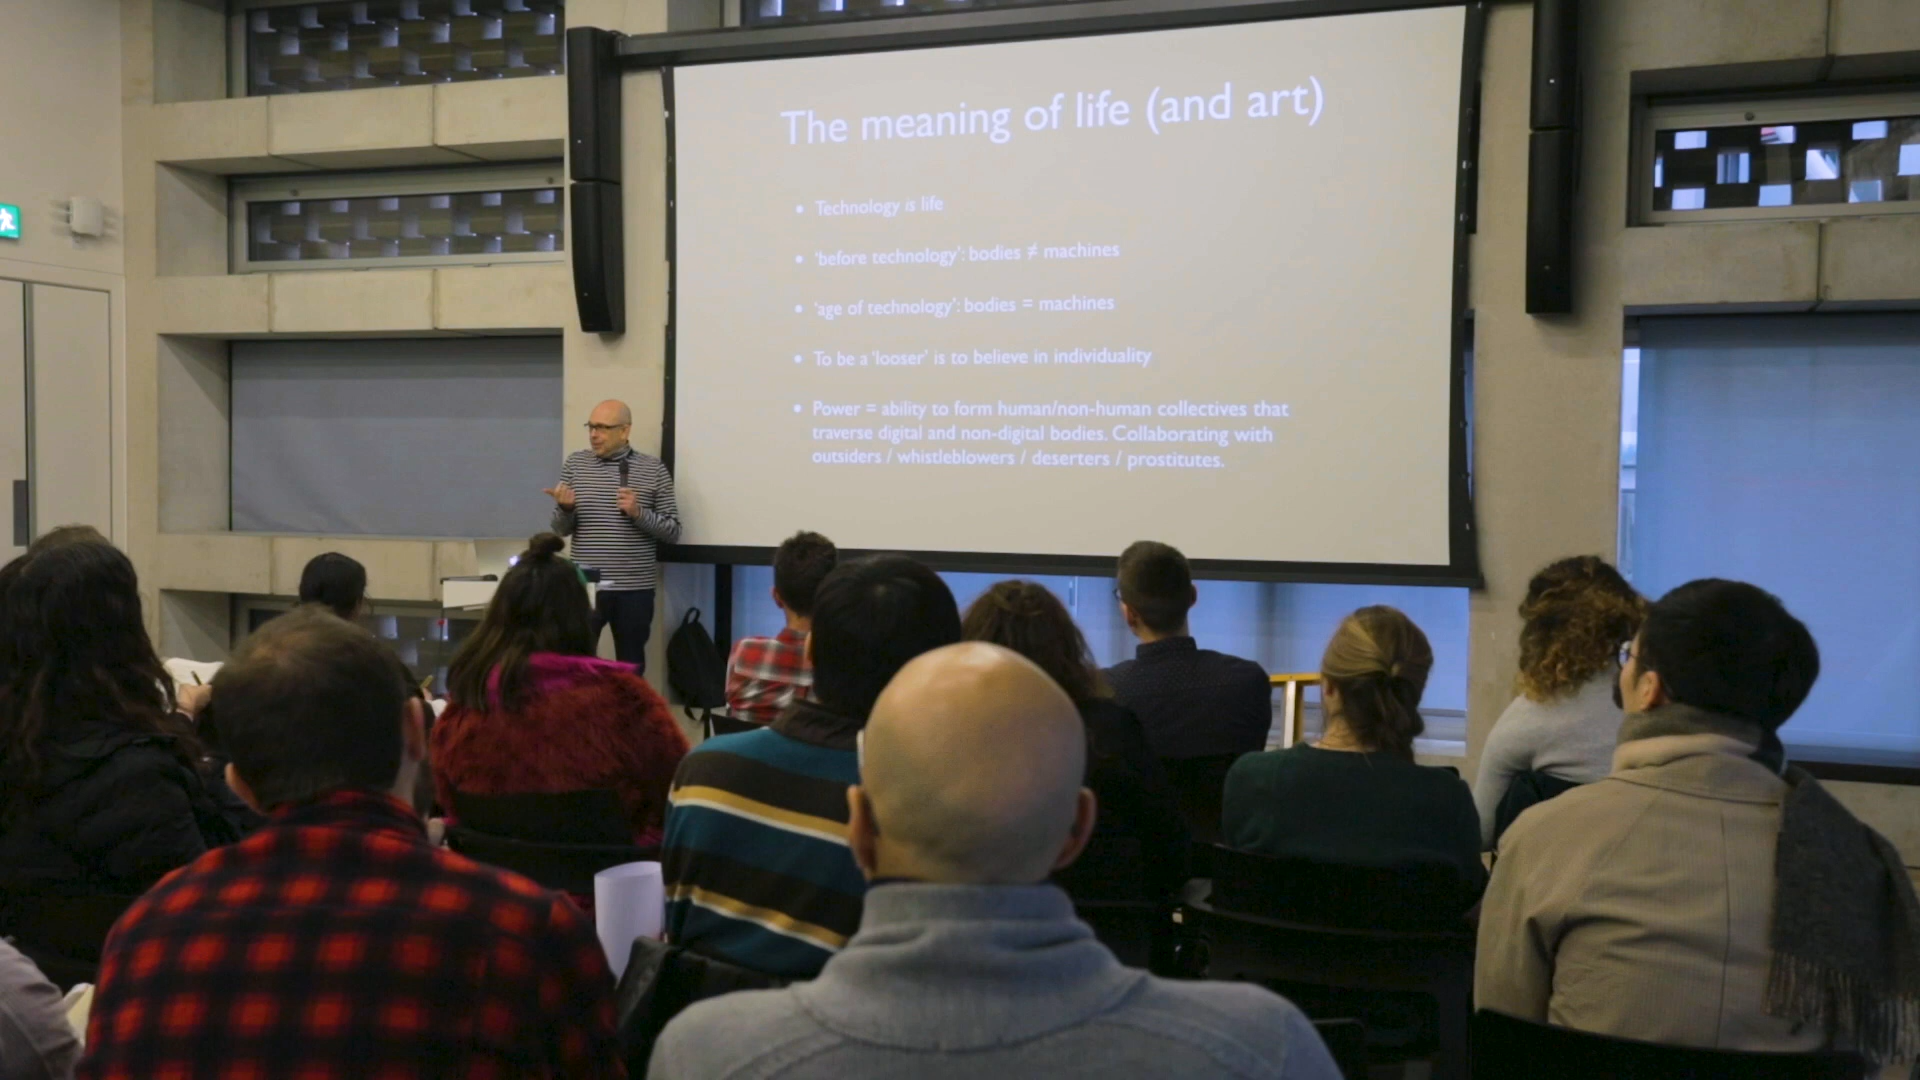 The meaning of life (and art)
• Technology is life
• 'before technology': bodies ≠ machines
• 'age of technology': bodies = machines
• To be a 'looser' is to believe in individuality
• Power = ability to form human/non-human collectives that
traverse digital and non-digital bodies. Collaborating with
outsiders / whistleblowers / deserters / prostitutes.